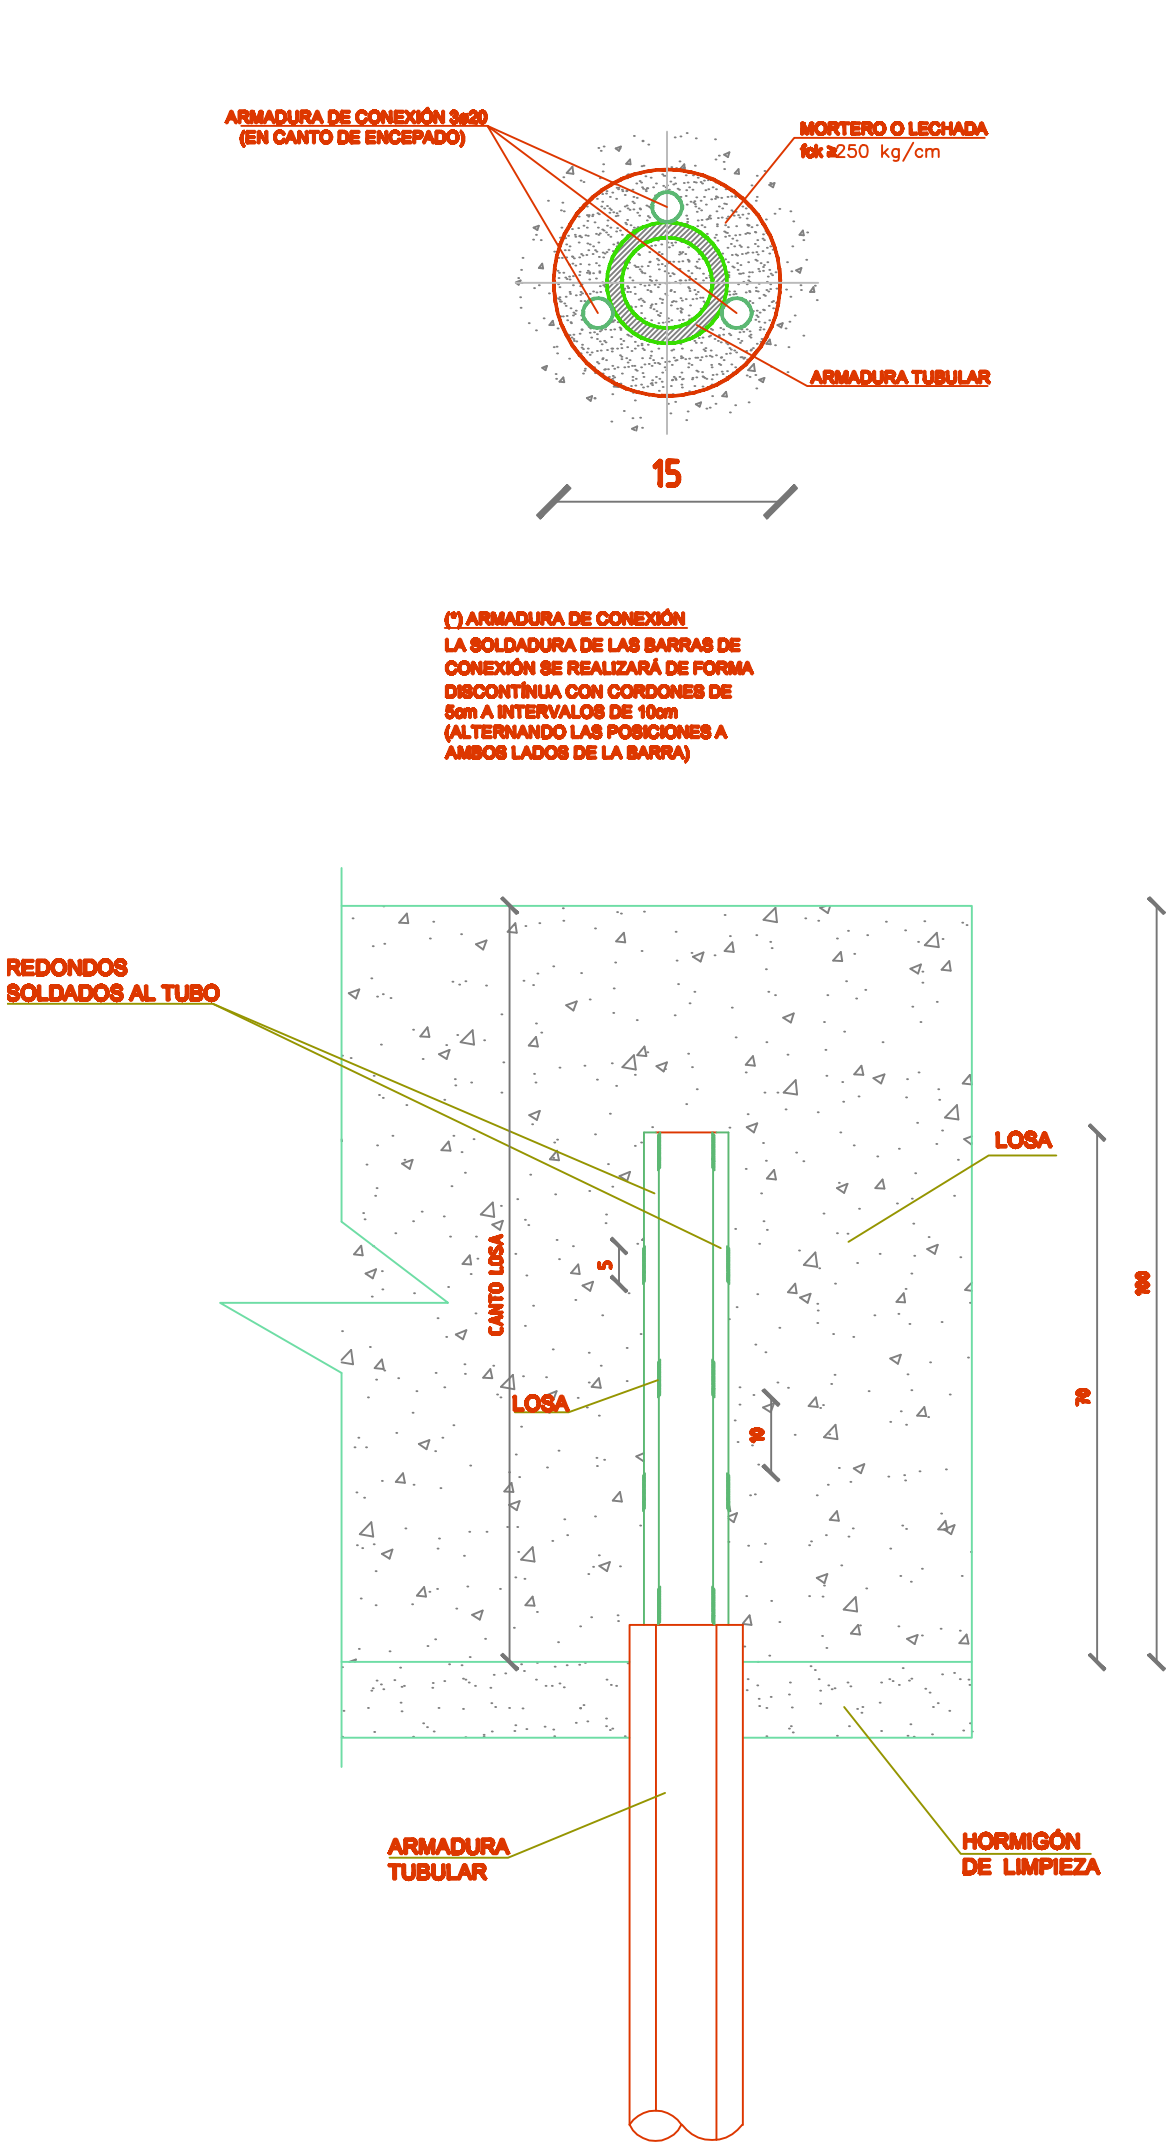 ARMADURA DE CONEXIÓN 3ø20
(EN CANTO DE ENCEPADO)
MORTERO O LECHADA
fck ≥250 kg/cm
ARMADURA TUBULAR
15
(*) ARMADURA DE CONEXIÓN
LA SOLDADURA DE LAS BARRAS DE
CONEXIÓN SE REALIZARÁ DE FORMA
DISCONTÍNUA CON CORDONES DE
5cm A INTERVALOS DE 10cm
(ALTERNANDO LAS POSICIONES A
AMBOS LADOS DE LA BARRA)
REDONDOS
SOLDADOS AL TUBO
LOSA
CANTO LOSA
5
100
70
LOSA
10
ARMADURA
TUBULAR
HORMIGÓN
DE LIMPIEZA